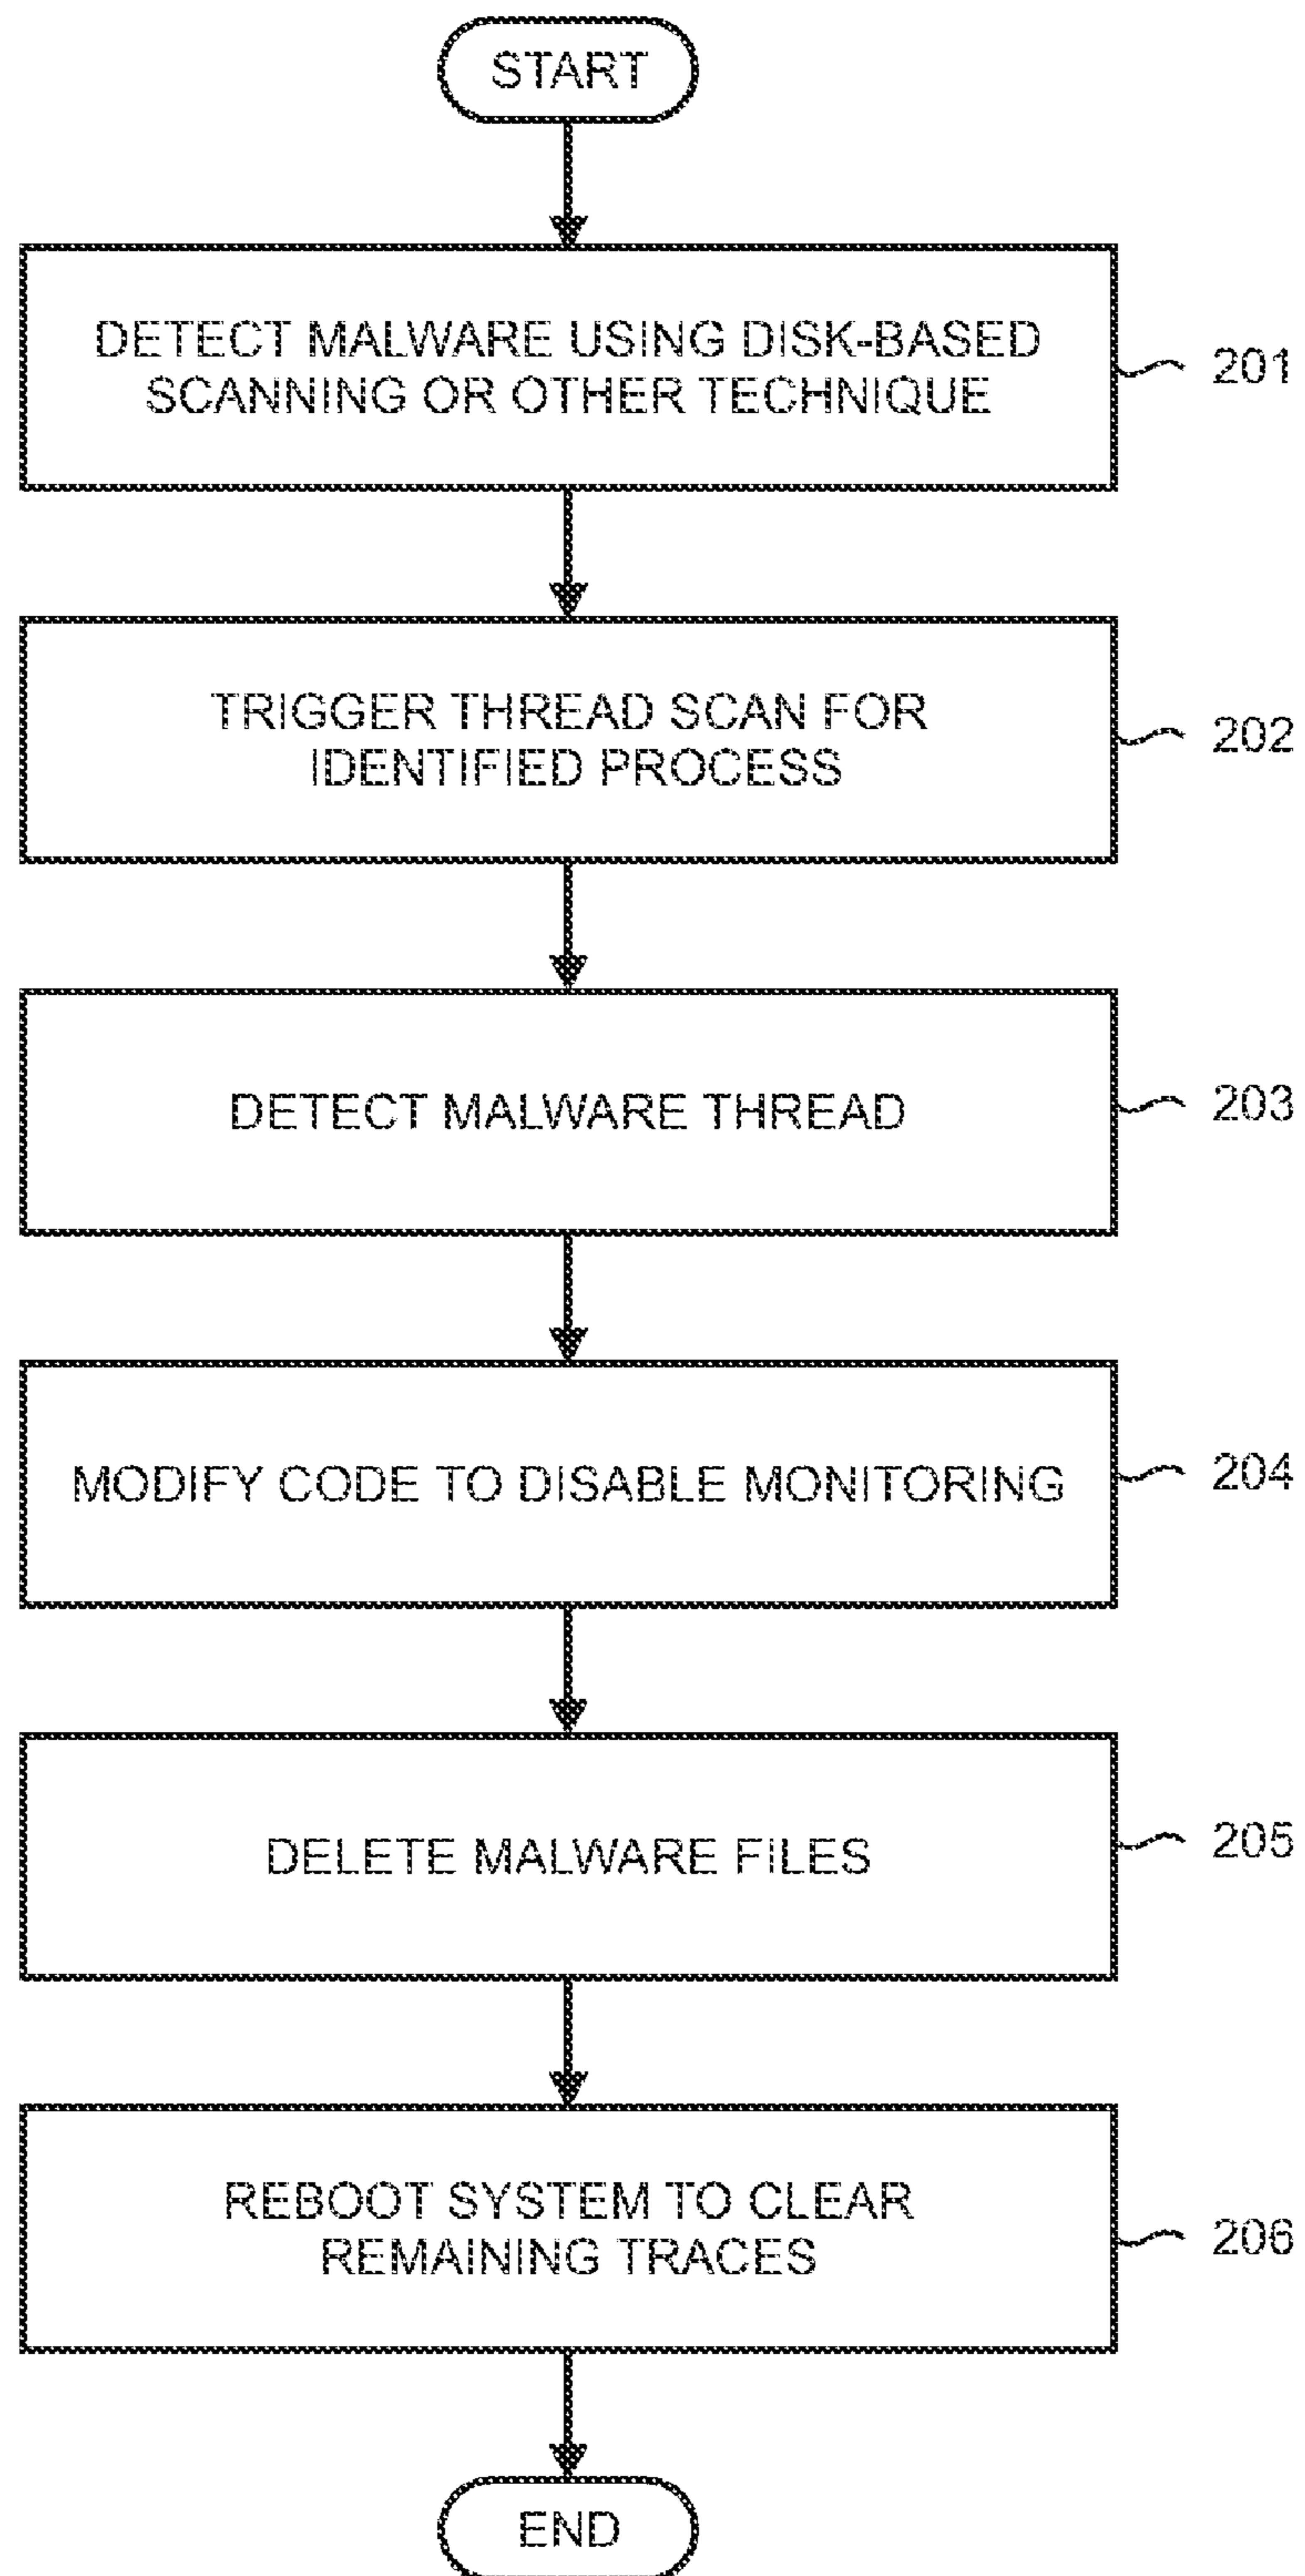 START
DETECT MALWARE USING DISK-BASED
SCANNING OR OTHER TECHNIQUE
201
TRIGGER THREAD SCAN FOR
IDENTIFIED PROCESS
202
DETECT MALWARE THREAD
203
MODIFY CODE TO DISABLE MONITORING
204
DELETE MALWARE FILES
205
REBOOT SYSTEM TO CLEAR
REMAINING TRACES
206
END